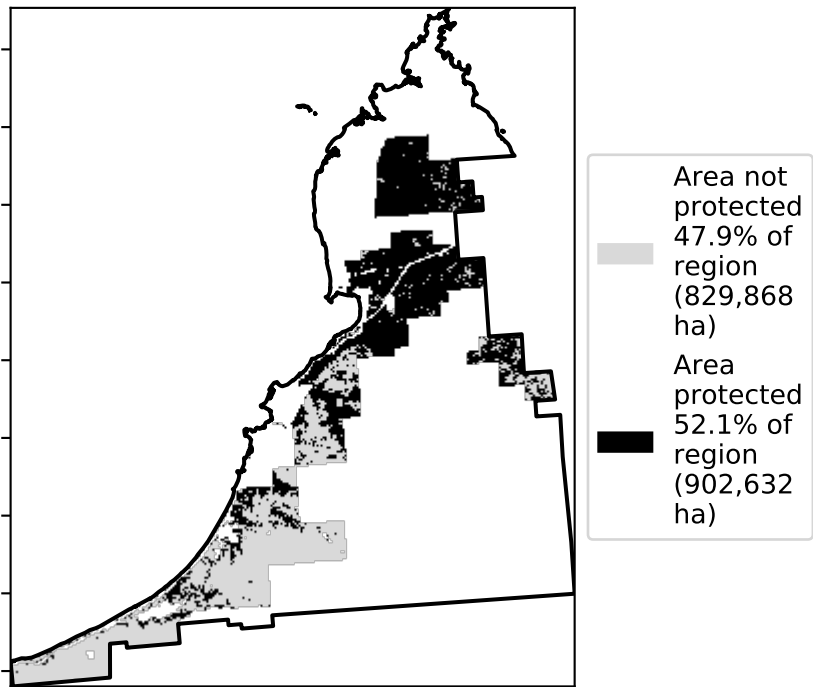 Area not
protected
47.9% of
region
(829,868
ha)
Area
protected
52.1% of
region
(902,632
ha)